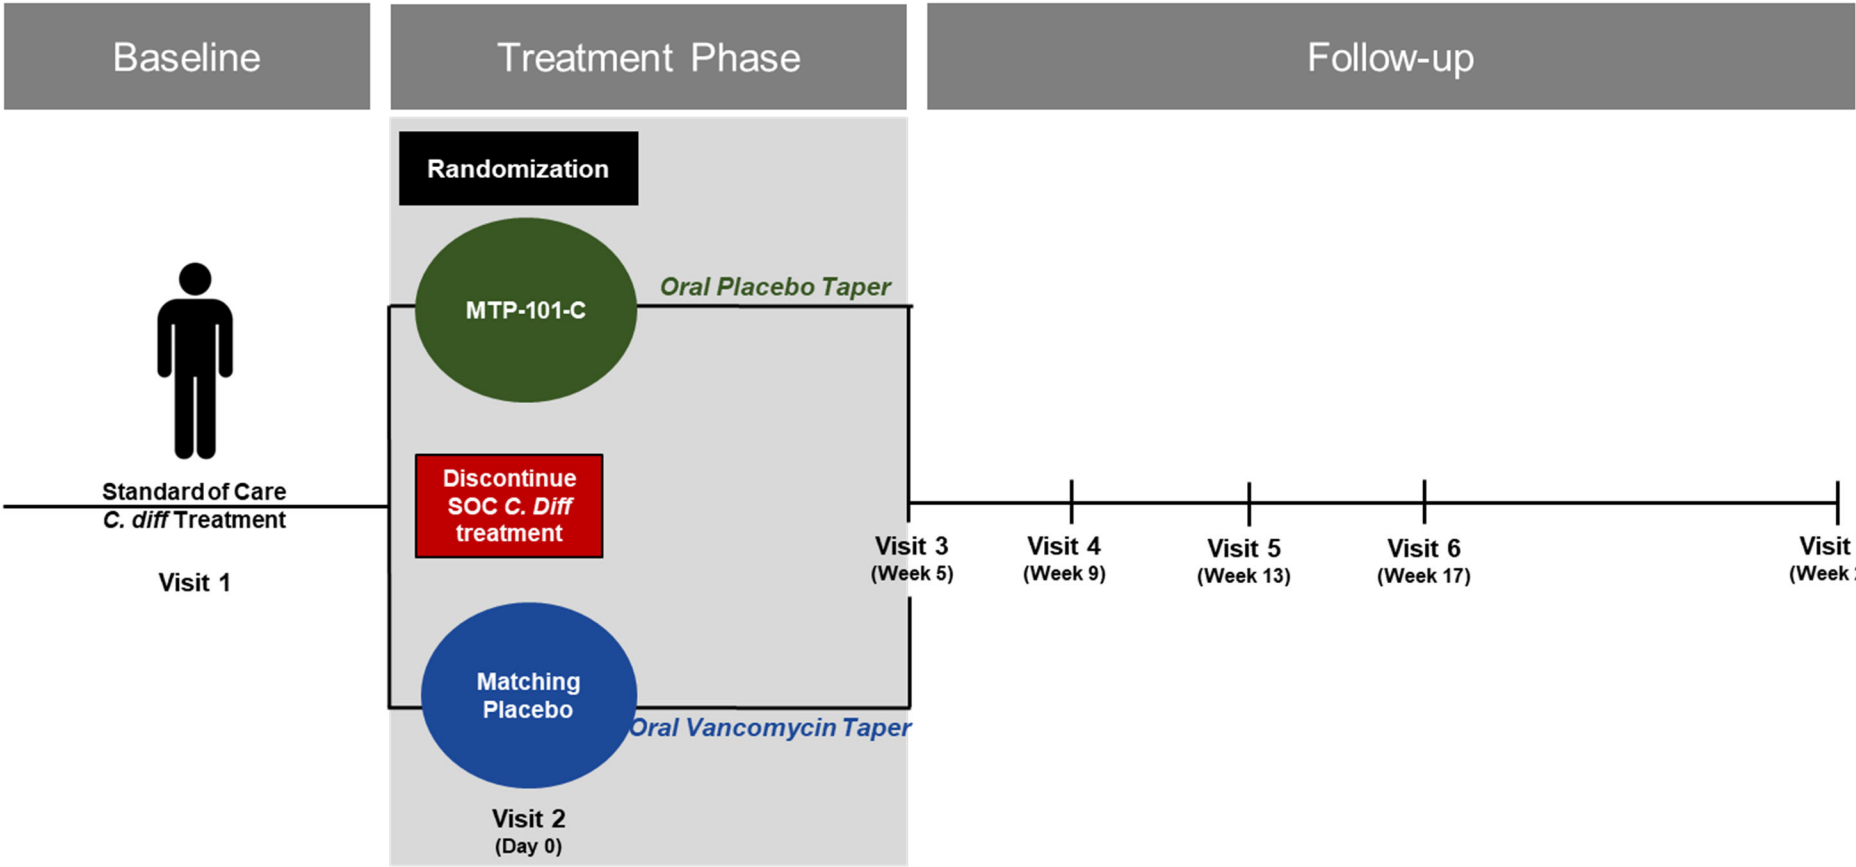 Baseline
Treatment Phase
Follow-up
Randomization
MTP-101-C
Oral Placebo Taper
Standard of Care
C. diff Treatment
Visit 1
Discontinue
SOC C. Diff
treatment
Matching
Placebo
Oral Vancomycin Taper
Visit 2
(Day 0)
Visit 3
(Week 5)
Visit 4
(Week 9)
Visit 5
(Week 13)
Visit 6
(Week 17)
Visit
(Week